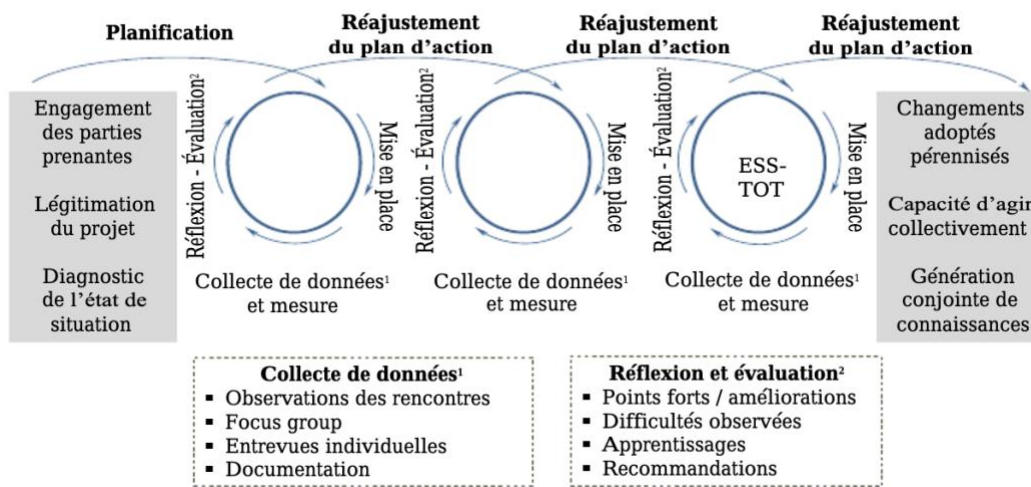 Planification
Réajustement
du plan d’action
Réajustement
du plan d’action
Réajustement
du plan d’action
Engagement
des parties
prenantes
Légitimation
du projet
Diagnostic
de l’état de
situation
Réflexion - Évaluation²
Mise en place
Collecte de données¹
et mesure
Réflexion - Évaluation²
Mise en place
Collecte de données¹
et mesure
Réflexion - Évaluation²
ESS-
TOT
Mise en place
Collecte de données¹
et mesure
Changements
adoptés
pérennisés
Capacité d’agir
collectivement
Génération
conjointe de
connaissances
Collecte de données¹
▪ Observations des rencontres
▪ Focus group
▪ Entrevues individuelles
▪ Documentation
Réflexion et évaluation²
▪ Points forts / améliorations
▪ Difficultés observées
▪ Apprentissages
▪ Recommandations